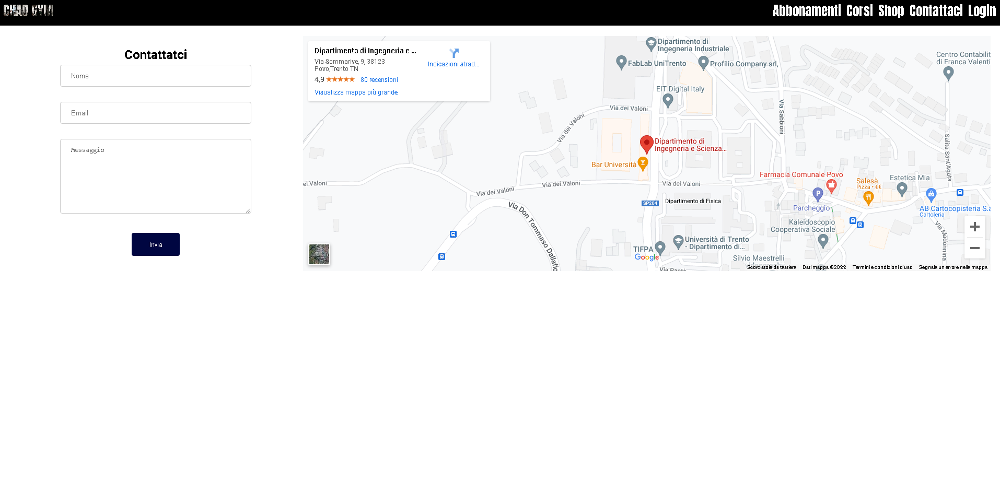 CHAD GYM
Abbonamenti Corsi Shop Contattaci Login
Contattatci
Nome
Email
Messaggio
Invia
Dipartimento di Ingegneria e ...
Via Sommarive, 9, 38123
Povo,Trento TN
4,9 ★★★★★ 80 recensioni
Visualizza mappa più grande
Indicazioni strad...
Dipartimento di
Ingegneria Industriale
FabLab UniTrento
Profilio Company srl,
Centro Contabilit
di Franca Valenti
EIT Digital Italy
Via dei Valoni
Via dei Valoni
Via Sabbioni
Salita Sant'Agata
Dipartimento di
Ingegneria e Scienza...
Bar Università
Farmacia Comunale Povo
Salesà
Pizza • €€
Estetica Mia
ei Valoni
Via dei Valoni
Via dei Valoni
Via dei Valoni
SP204
Dipartimento di Fisica
P
Parcheggio
AB Cartocopisteria S.a
Cartoleria
Via Don Tommaso Dallafio
Kaleidoscopio
Cooperativa Sociale
Via Madonnina
Università di Trento
- Dipartimento di...
TIFPA
Google
Silvio Maestrelli
Via Pantè
Scorciatoie da tastiera
Dati mappa ©2022
Termini e condizioni d'uso
Segnala un errore nella mappa